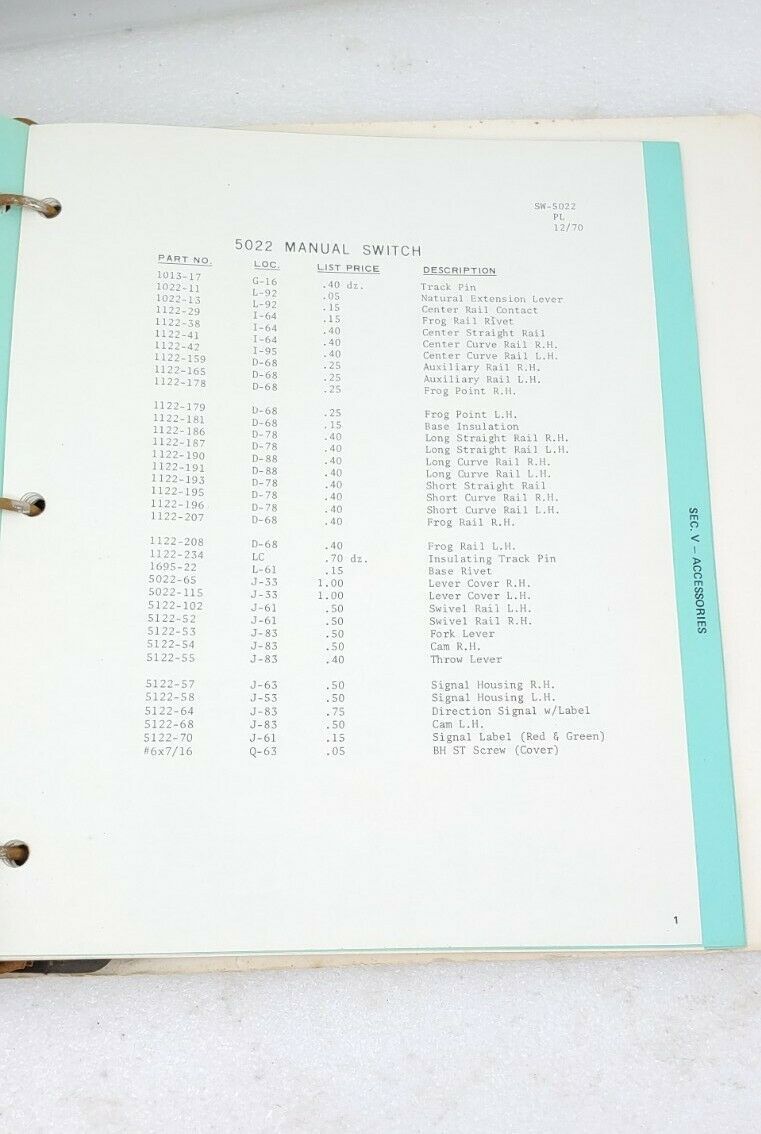 SW-5022
PL
12/70
5022 MANUAL SWITCH
PART NO. LOC. LIST PRICE DESCRIPTION
1013-17 G-16 .40 dz. Track Pin
1022-11 L-92 .05 Natural Extension Lever
1022-13 L-92 .15 Center Rail Contact
1122-29 I-64 .15 Frog Rail Rivet
1122-38 I-64 .40 Center Straight Rail
1122-41 I-64 .40 Center Curve Rail R.H.
1122-42 I-95 .40 Center Curve Rail L.H.
1122-159 D-68 .25 Auxiliary Rail R.H.
1122-165 D-68 .25 Auxiliary Rail L.H.
1122-178 D-68 .25 Frog Point R.H.
1122-179 D-68 .25 Frog Point L.H.
1122-181 D-68 .15 Base Insulation
1122-186 D-78 .40 Long Straight Rail R.H.
1122-187 D-78 .40 Long Straight Rail L.H.
1122-190 D-88 .40 Long Curve Rail R.H.
1122-191 D-88 .40 Long Curve Rail L.H.
1122-193 D-78 .40 Short Straight Rail
1122-195 D-78 .40 Short Curve Rail R.H.
1122-196 D-78 .40 Short Curve Rail L.H.
1122-207 D-68 .40 Frog Rail R.H.
1122-208 D-68 .40 Frog Rail L.H.
1122-234 LC .70 dz. Insulating Track Pin
1695-22 L-61 .15 Base Rivet
5022-65 J-33 1.00 Lever Cover R.H.
5022-115 J-33 1.00 Lever Cover L.H.
5122-102 J-61 .50 Swivel Rail L.H.
5122-52 J-61 .50 Swivel Rail R.H.
5122-53 J-83 .50 Fork Lever
5122-54 J-83 .50 Cam R.H.
5122-55 J-83 .40 Throw Lever
5122-57 J-63 .50 Signal Housing R.H.
5122-58 J-53 .50 Signal Housing L.H.
5122-64 J-83 .75 Direction Signal w/Label
5122-68 J-83 .50 Cam L.H.
5122-70 J-61 .15 Signal Label (Red & Green)
#6x7/16 Q-63 .05 BH ST Screw (Cover)
SEC. V – ACCESSORIES
1